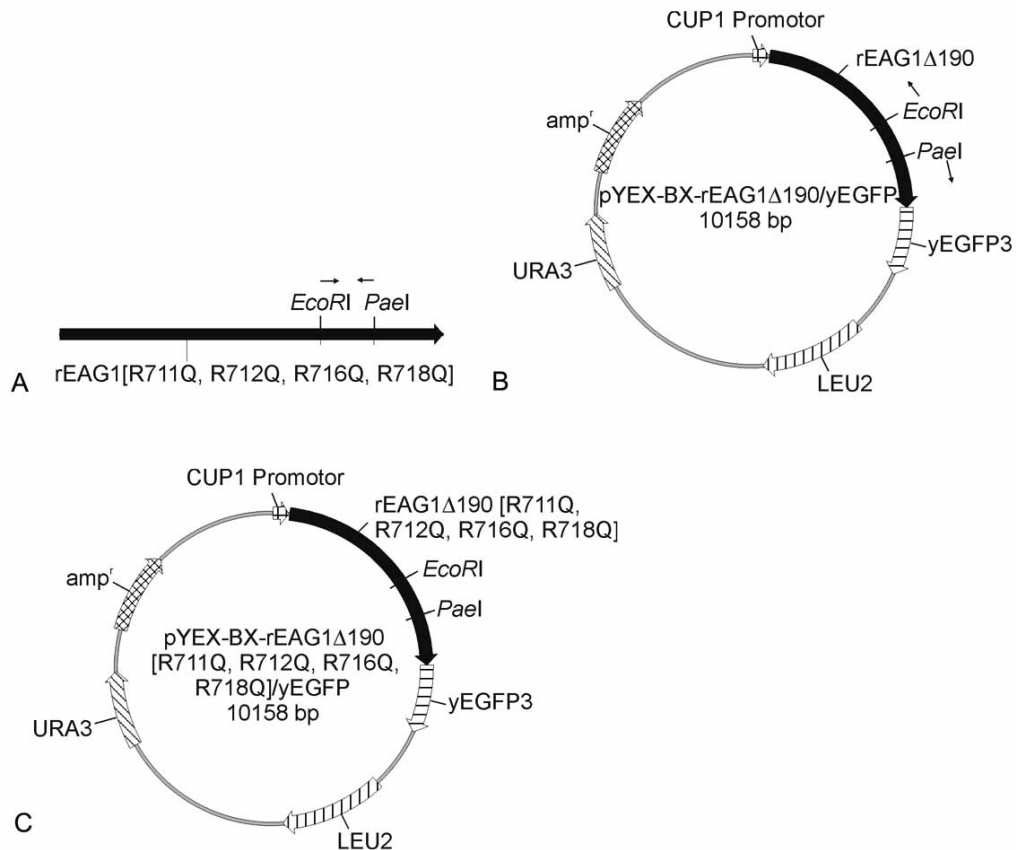 EcoRI PaeI
rEAG1[R711Q, R712Q, R716Q, R718Q]
A
CUP1 Promotor
rEAG1Δ190
EcoRI
PaeI
amp^r
pYEX-BX-rEAG1Δ190/yEGFP
10158 bp
yEGFP3
URA3
LEU2
B
CUP1 Promotor
rEAG1Δ190 [R711Q,
R712Q, R716Q, R718Q]
EcoRI
PaeI
amp^r
pYEX-BX-rEAG1Δ190
[R711Q, R712Q, R716Q,
R718Q]/yEGFP
10158 bp
yEGFP3
URA3
LEU2
C